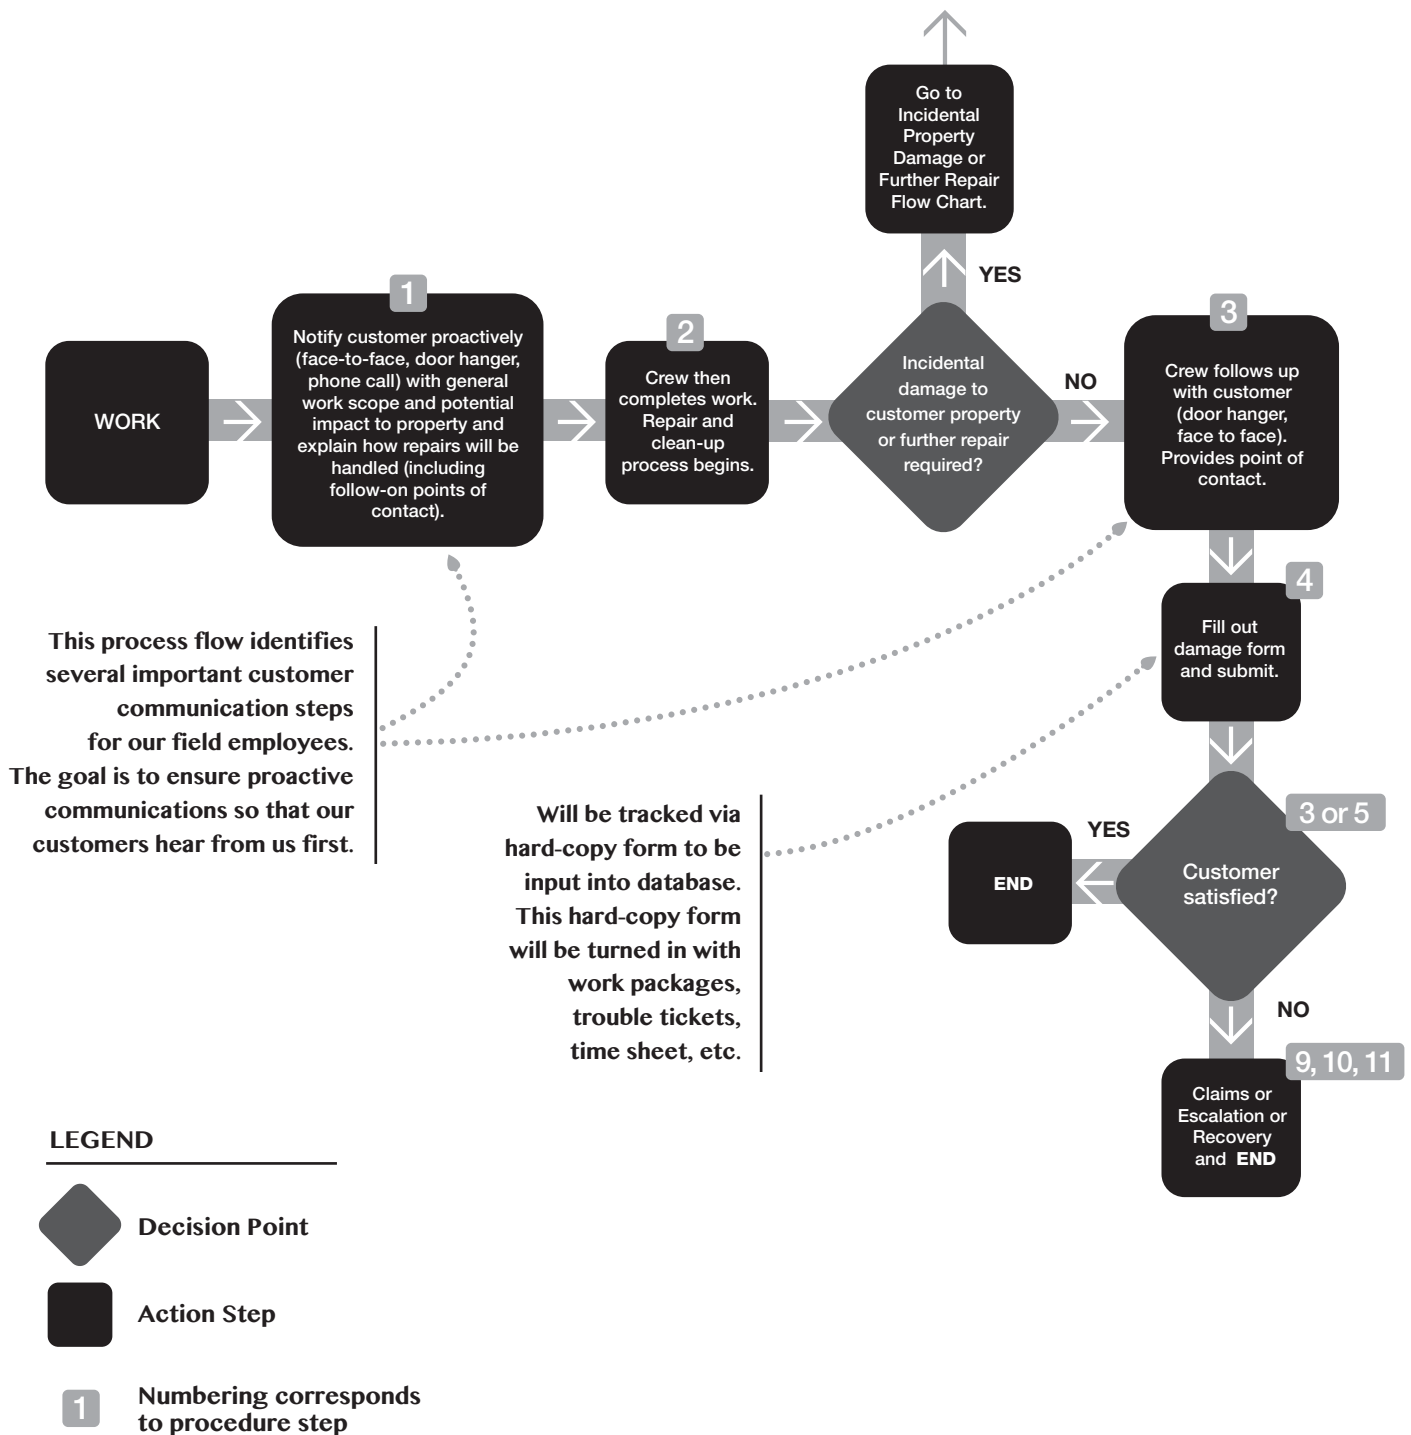 Go to
Incidental
Property
Damage or
Further Repair
Flow Chart.
YES
WORK
1
Notify customer proactively
(face-to-face, door hanger,
phone call) with general
work scope and potential
impact to property and
explain how repairs will be
handled (including
follow-on points of
contact).
2
Crew then
completes work.
Repair and
clean-up
process begins.
Incidental
damage to
customer property
or further repair
required?
NO
3
Crew follows up
with customer
(door hanger,
face to face).
Provides point of
contact.
4
Fill out
damage form
and submit.
This process flow identifies
several important customer
communication steps
for our field employees.
The goal is to ensure proactive
communications so that our
customers hear from us first.
Will be tracked via
hard-copy form to be
input into database.
This hard-copy form
will be turned in with
work packages,
trouble tickets,
time sheet, etc.
3 or 5
Customer
satisfied?
YES
END
NO
9, 10, 11
Claims or
Escalation or
Recovery
and END
LEGEND
Decision Point
Action Step
1
Numbering corresponds
to procedure step